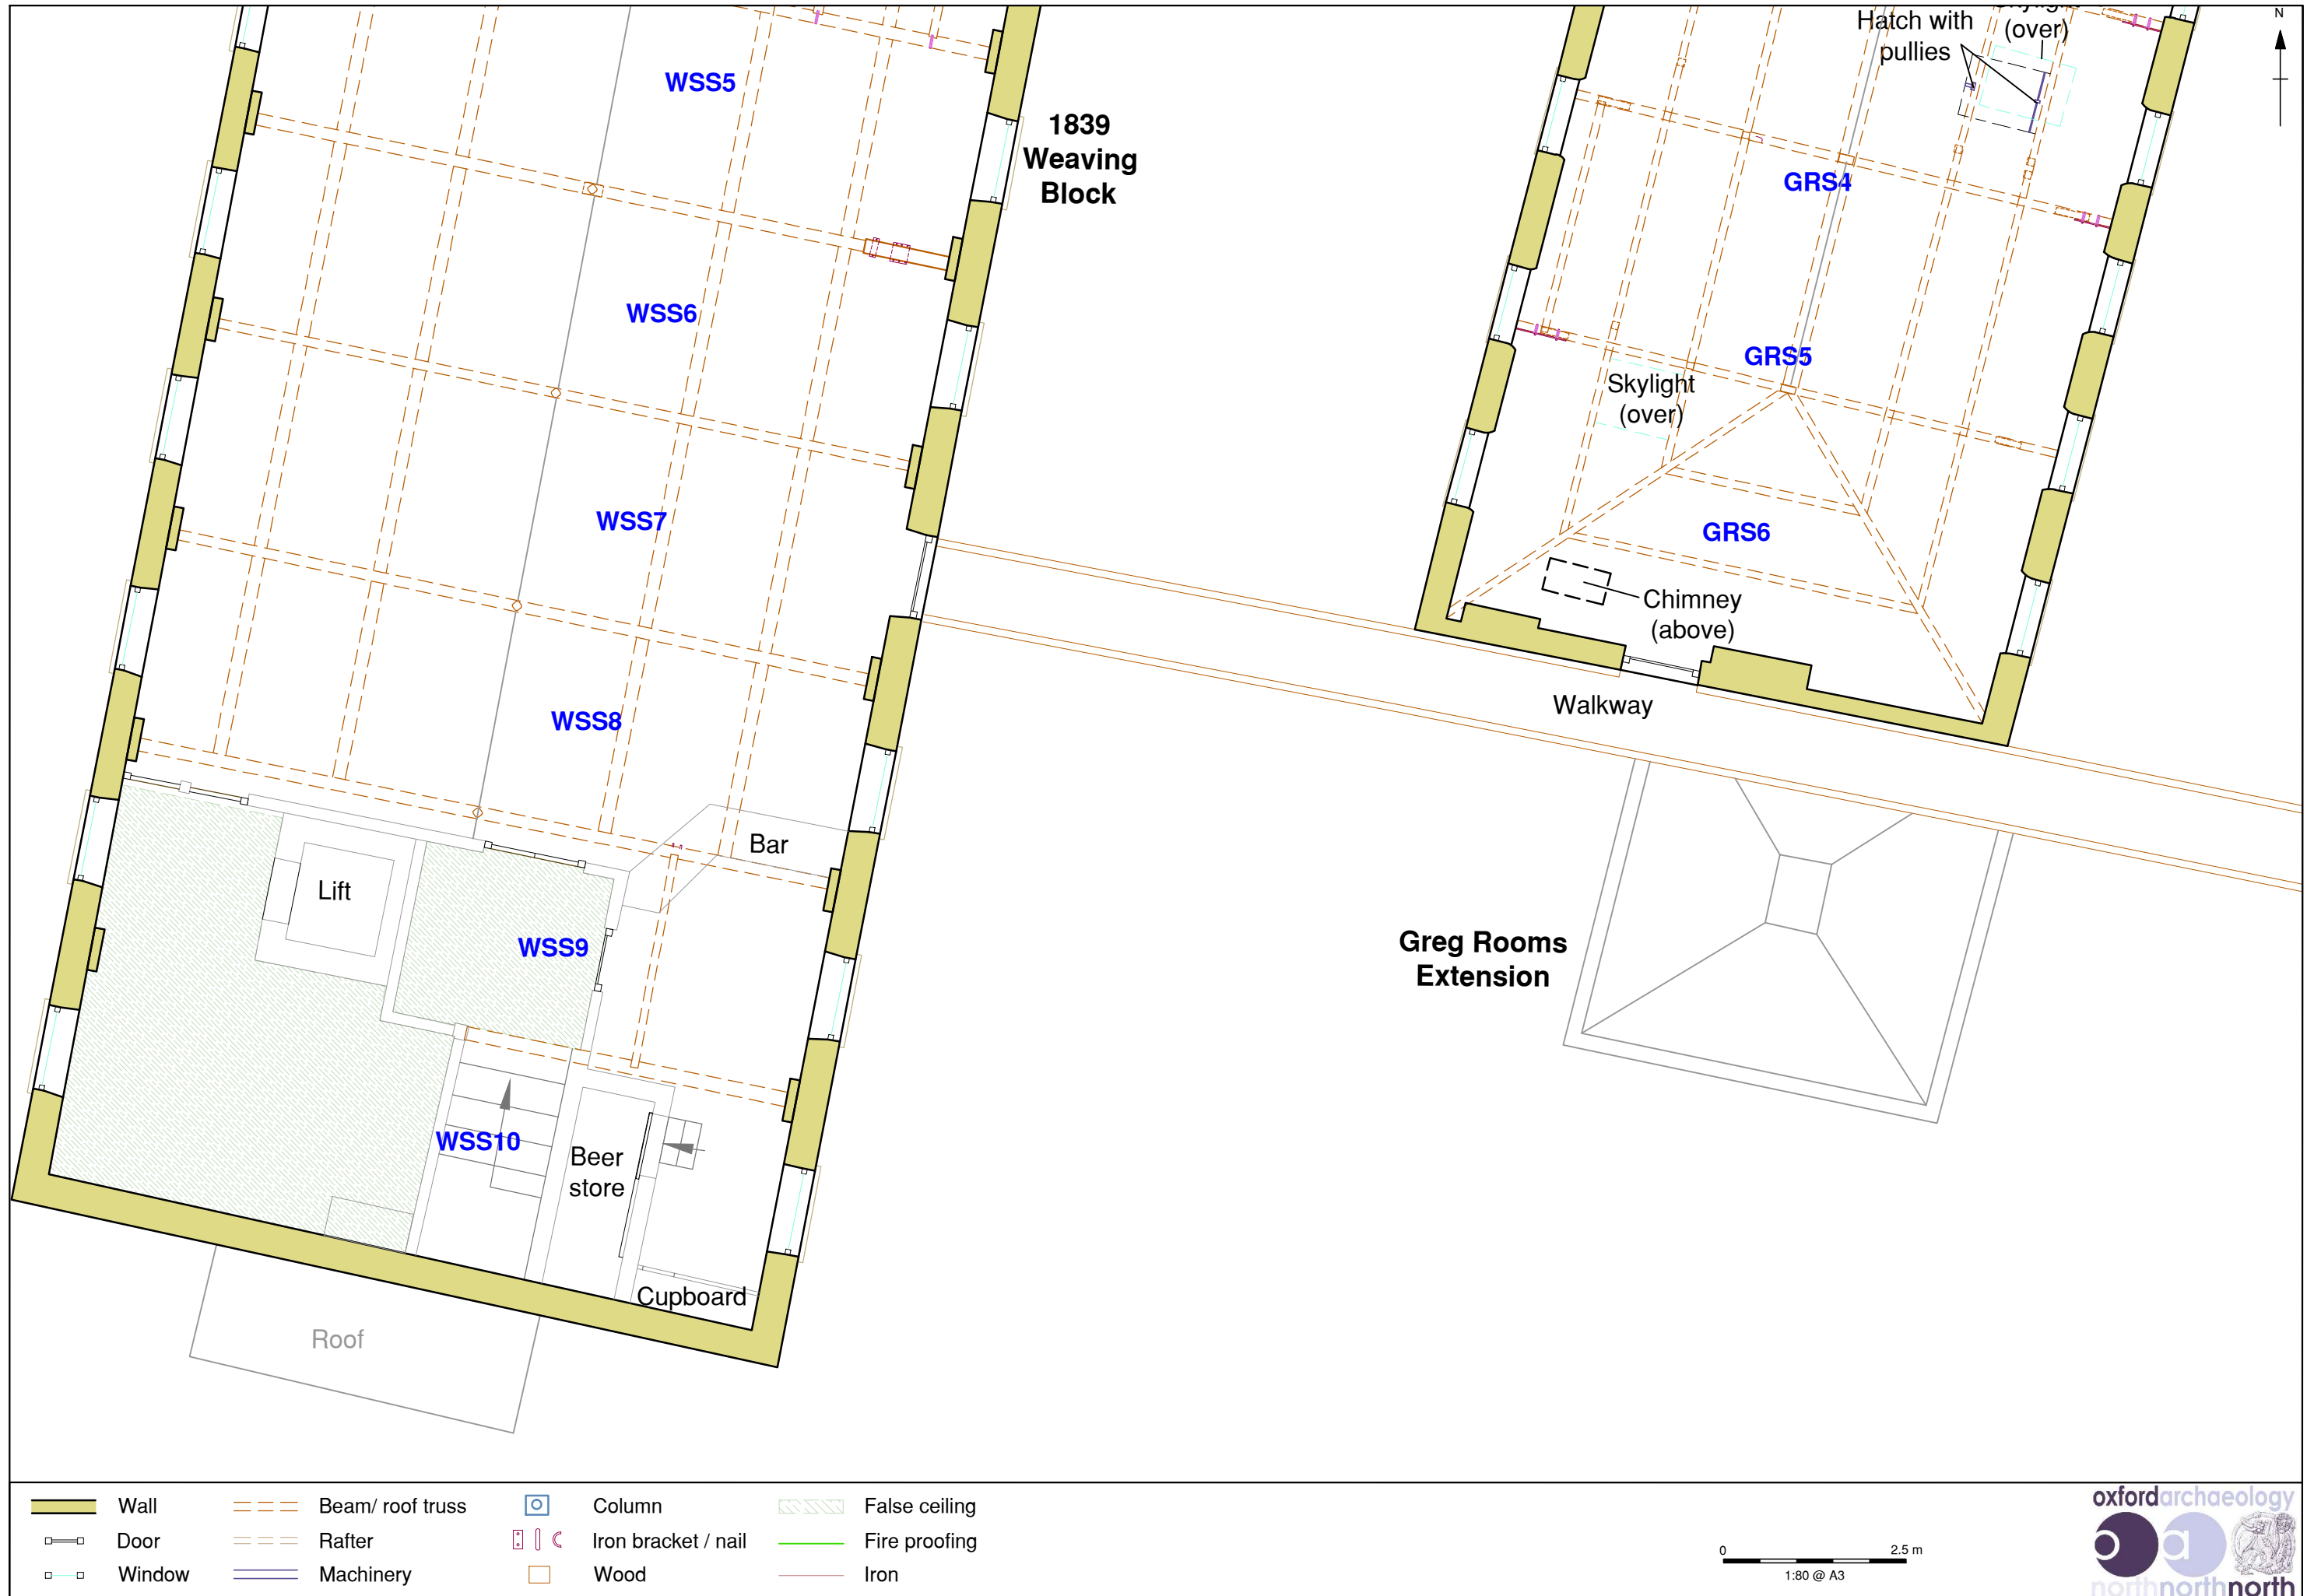 N
Hatch with
pullies
(over)
WSS5
1839
Weaving
Block
GRS4
WSS6
GRS5
Skylight
(over)
WSS7
GRS6
Chimney
(above)
Walkway
WSS8
Bar
Lift
WSS9
Greg Rooms
Extension
WSS10
Beer
store
Cupboard
Roof
Wall
Beam/ roof truss
Column
False ceiling
Door
Rafter
Iron bracket / nail
Fire proofing
Window
Machinery
Wood
Iron
0 2.5 m
1:80 @ A3
oxfordarchaeology
oa
northnorthnorth